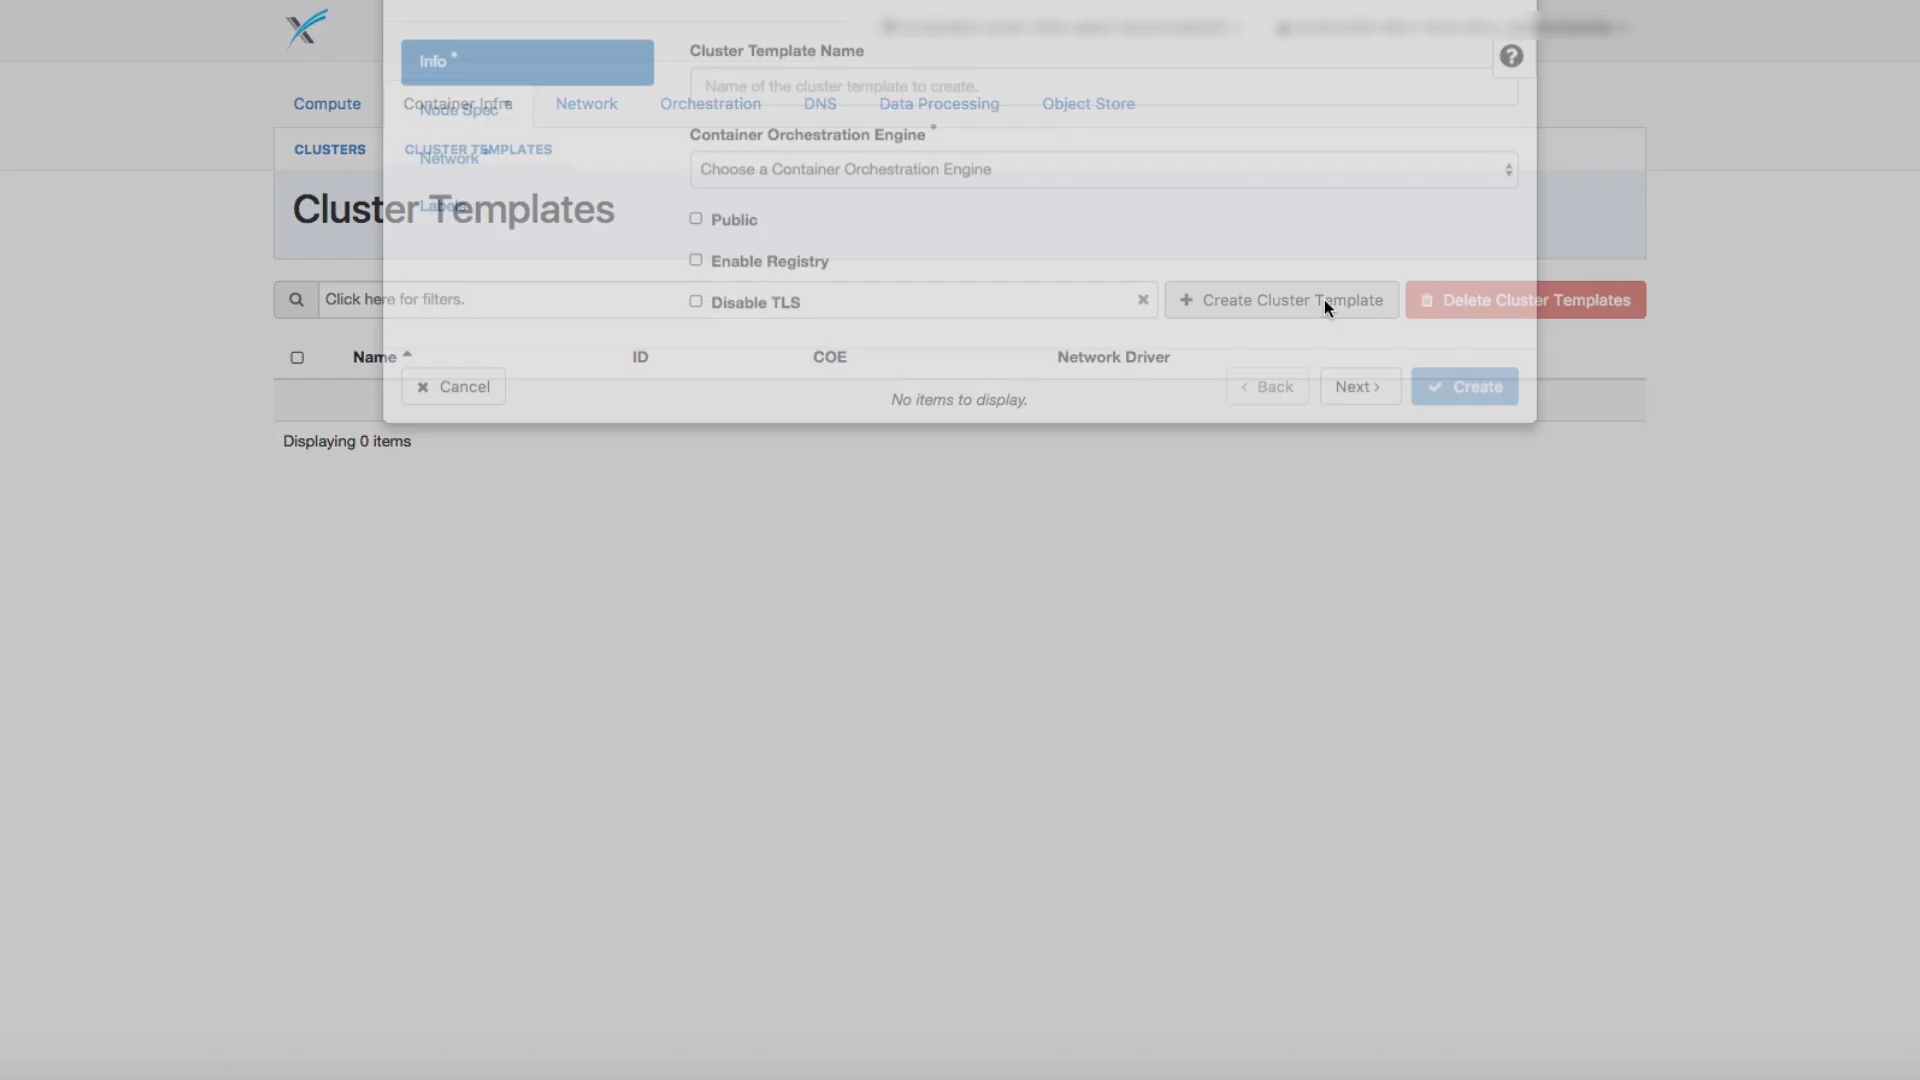 Info *
Cluster Template Name
Name of the cluster template to create.
Compute
Container Infra
Network
Orchestration
DNS
Data Processing
Object Store
Node Spec *
Container Orchestration Engine *
Choose a Container Orchestration Engine
CLUSTERS
CLUSTER TEMPLATES
Network *
Cluster Templates
Labels
Public
Enable Registry
Disable TLS
Click here for filters.
Create Cluster Template
Delete Cluster Templates
Name
ID
COE
Network Driver
Cancel
No items to display.
Back
Next
Create
Displaying 0 items